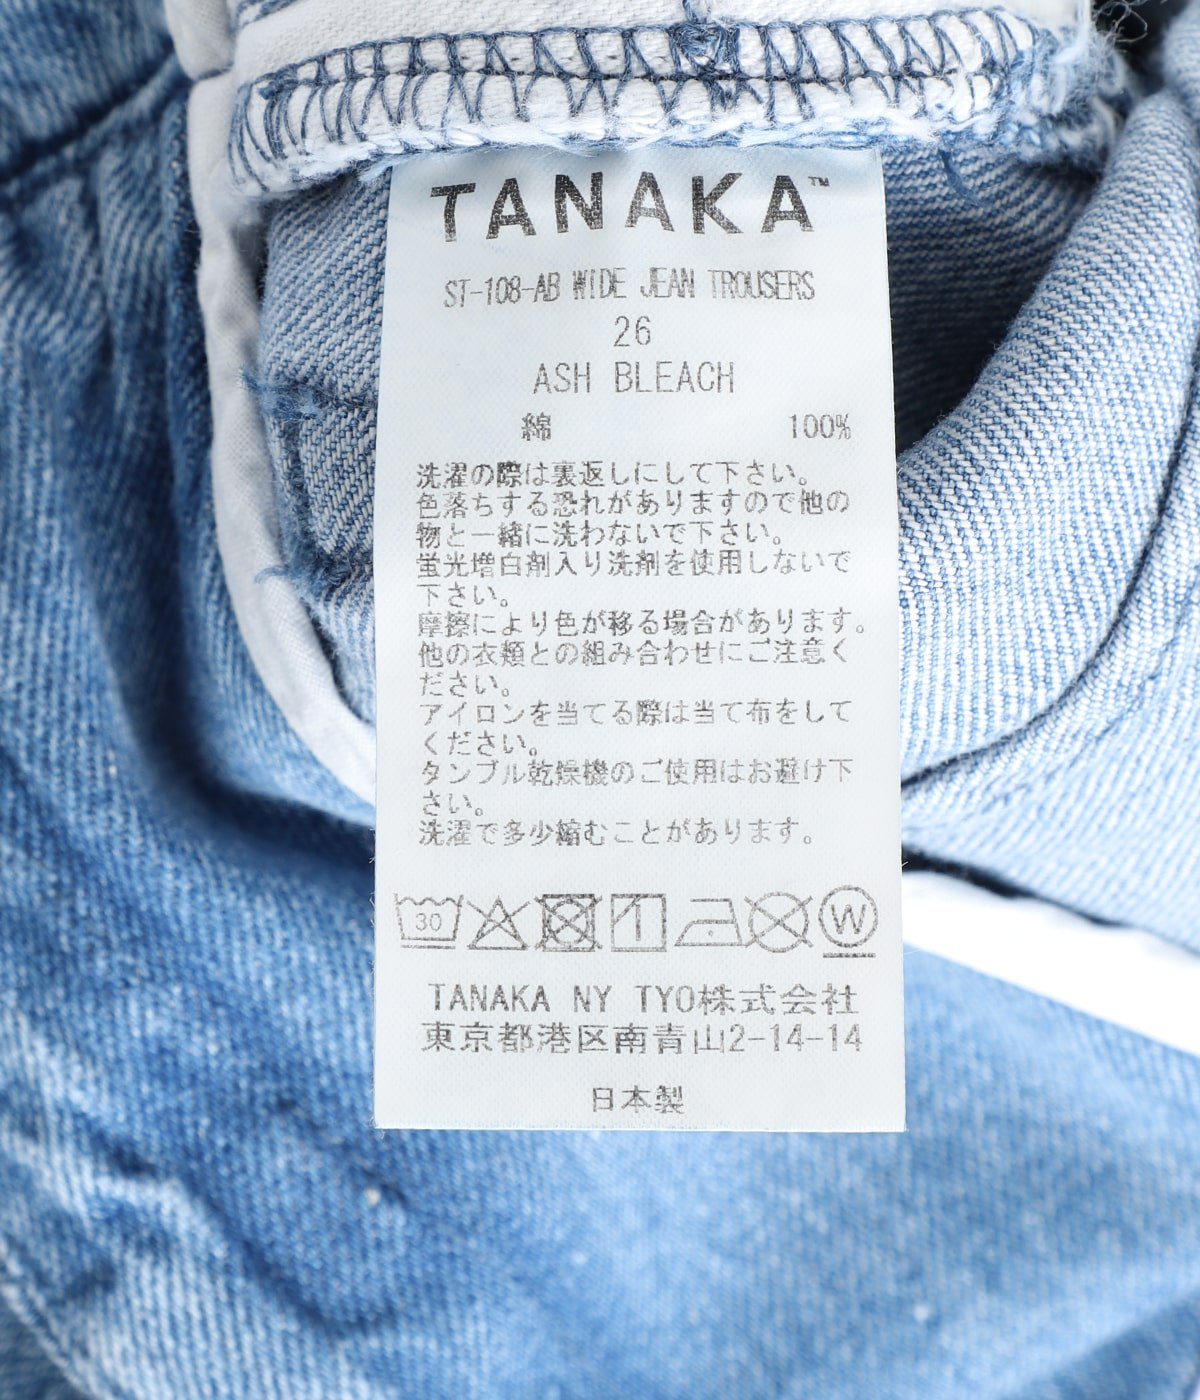 TANAKA™
ST-108-AB WIDE JEAN TROUSERS
26
ASH BLEACH
綿 100%
洗濯の際は裏返しにして下さい。
色落ちする恐れがありますので他の
物と一緒に洗わないで下さい。
蛍光増白剤入り洗剤を使用しないで
下さい。
摩擦により色が移る場合があります。
他の衣類との組み合わせにご注意く
ださい。
アイロンを当てる際は当て布をして
ください。
タンブル乾燥機のご使用はお避け下
さい。
洗濯で多少縮むことがあります。
30 W
TANAKA NY TYO株式会社
東京都港区南青山2-14-14
日本製